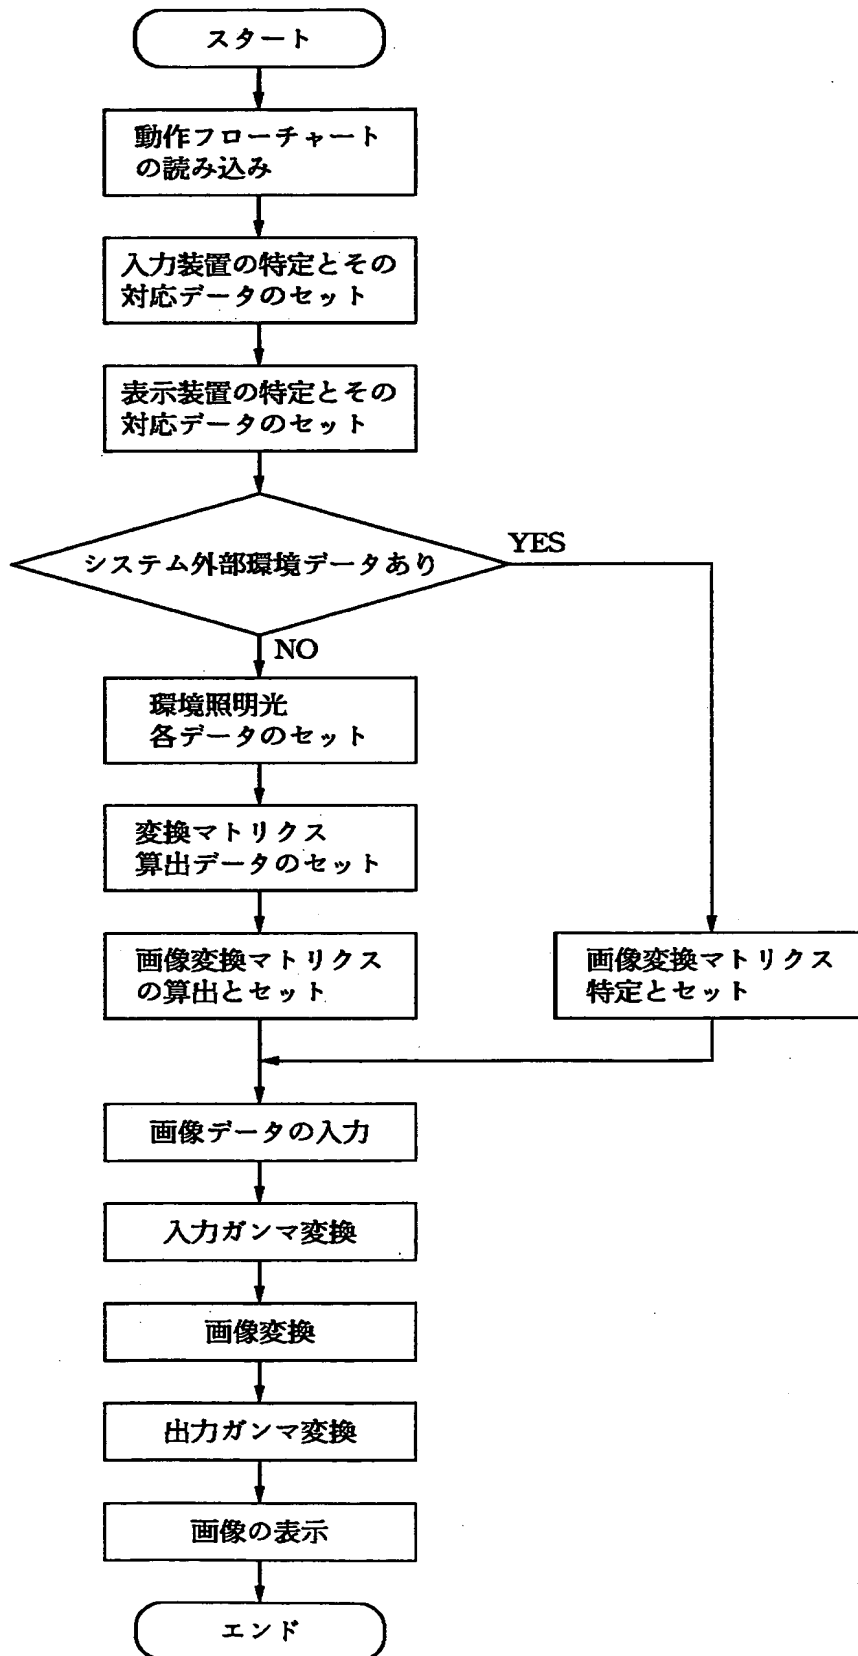 スタート
動作フローチャート
の読み込み
入力装置の特定とその
対応データのセット
表示装置の特定とその
対応データのセット
システム外部環境データあり
YES
NO
環境照明光
各データのセット
変換マトリクス
算出データのセット
画像変換マトリクス
の算出とセット
画像変換マトリクス
特定とセット
画像データの入力
入力ガンマ変換
画像変換
出力ガンマ変換
画像の表示
エンド